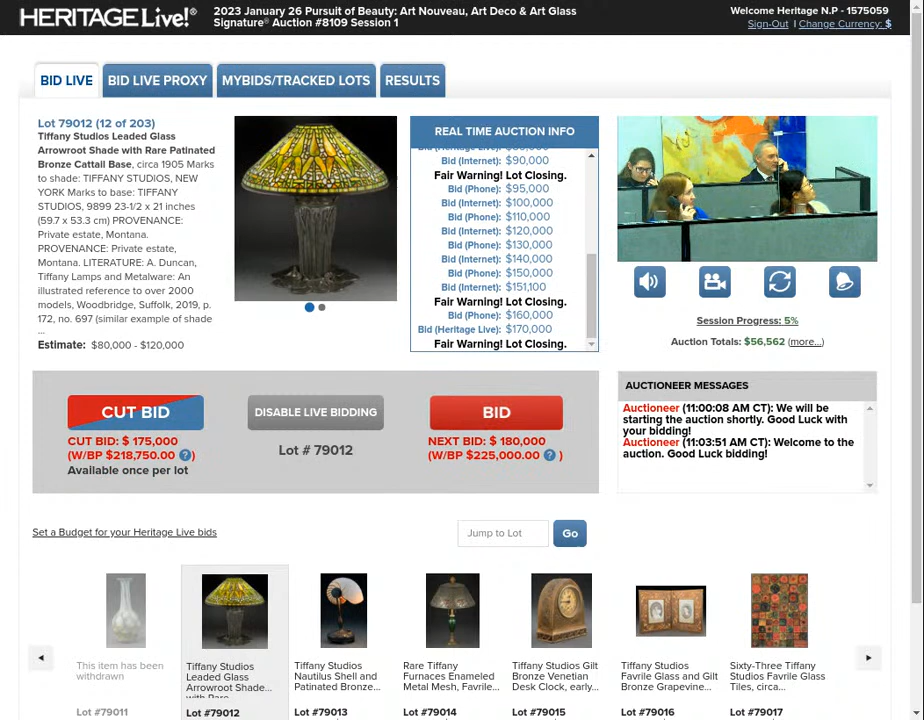 HERITAGE Live!®
2023 January 26 Pursuit of Beauty: Art Nouveau, Art Deco & Art Glass
Signature® Auction #8109 Session 1
Welcome Heritage N.P - 1575059
Sign-Out | Change Currency: $
BID LIVE
BID LIVE PROXY
MYBIDS/TRACKED LOTS
RESULTS
Lot 79012 (12 of 203)
Tiffany Studios Leaded Glass
Arrowroot Shade with Rare Patinated
Bronze Cattail Base, circa 1905 Marks
to shade: TIFFANY STUDIOS, NEW
YORK Marks to base: TIFFANY
STUDIOS, 9899 23-1/2 x 21 inches
(59.7 x 53.3 cm) PROVENANCE:
Private estate, Montana.
PROVENANCE: Private estate,
Montana. LITERATURE: A. Duncan,
Tiffany Lamps and Metalware: An
illustrated reference to over 2000
models, Woodbridge, Suffolk, 2019, p.
172, no. 697 (similar example of shade
...
Estimate: $80,000 - $120,000
REAL TIME AUCTION INFO
Bid (Internet): $90,000
Fair Warning! Lot Closing.
Bid (Phone): $95,000
Bid (Internet): $100,000
Bid (Phone): $110,000
Bid (Internet): $120,000
Bid (Phone): $130,000
Bid (Internet): $140,000
Bid (Phone): $150,000
Bid (Internet): $151,100
Fair Warning! Lot Closing.
Bid (Phone): $160,000
Bid (Heritage Live): $170,000
Fair Warning! Lot Closing.
Session Progress: 5%
Auction Totals: $56,562 (more...)
CUT BID
CUT BID: $ 175,000
(W/BP $218,750.00 ?)
Available once per lot
DISABLE LIVE BIDDING
Lot # 79012
BID
NEXT BID: $ 180,000
(W/BP $225,000.00 ? )
AUCTIONEER MESSAGES
Auctioneer (11:00:08 AM CT): We will be
starting the auction shortly. Good Luck with
your bidding!
Auctioneer (11:03:51 AM CT): Welcome to the
auction. Good Luck bidding!
Set a Budget for your Heritage Live bids
Jump to Lot
Go
This item has been
withdrawn
Lot #79011
Tiffany Studios
Leaded Glass
Arrowroot Shade...
with Rare
Lot #79012
Tiffany Studios
Nautilus Shell and
Patinated Bronze...
Lot #79013
Rare Tiffany
Furnaces Enameled
Metal Mesh, Favrile...
Lot #79014
Tiffany Studios Gilt
Bronze Venetian
Desk Clock, early...
Lot #79015
Tiffany Studios
Favrile Glass and Gilt
Bronze Grapevine...
Lot #79016
Sixty-Three Tiffany
Studios Favrile Glass
Tiles, circa...
Lot #79017